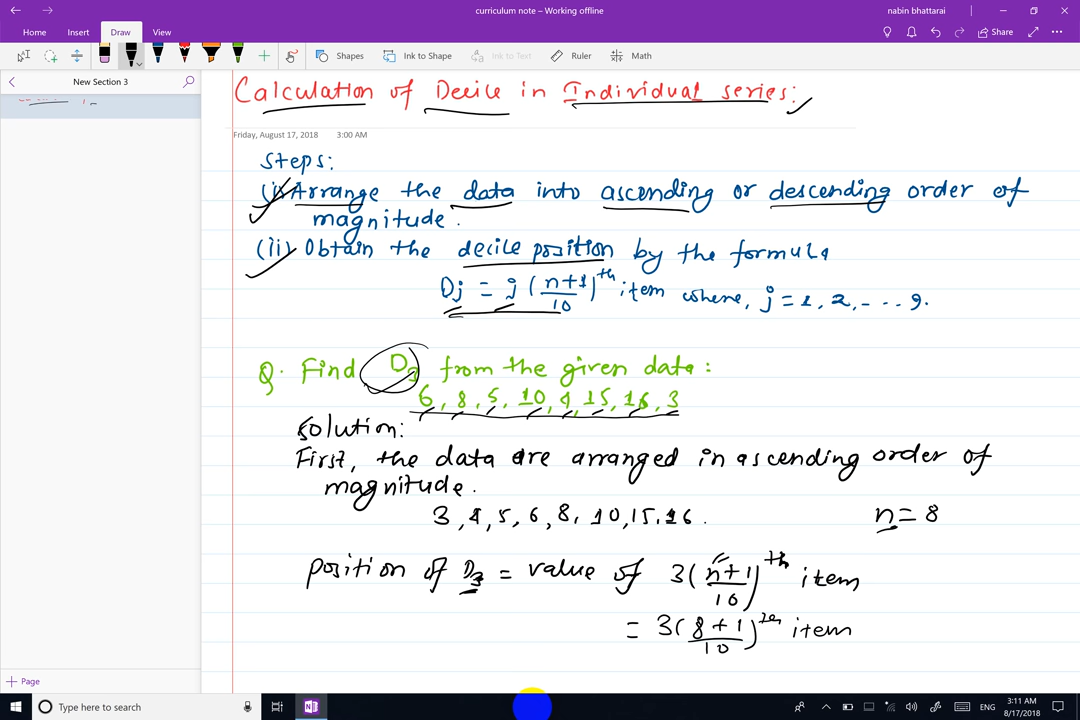 curriculum note – Working offline
nabin bhattarai
Home Insert Draw View
Share
Shapes Ink to Shape Ink to Text Ruler Math
New Section 3
Calculation of Decile in Individual series:
Friday, August 17, 2018 3:00 AM
Steps:
(i) Arrange the data into ascending or descending order of
magnitude.
(ii) Obtain the decile position by the formula
Dj = j (n+1/10)th item where, j = 1, 2, - .. 9.
Q. Find D3 from the given data:
6, 8, 5, 10, 4, 15, 16, 3
Solution:
First, the data are arranged in ascending order of
magnitude.
3, 4, 5, 6, 8, 10, 15, 16. n = 8
position of D3 = value of 3(n+1/10)th item
= 3(8+1/10)th item
+ Page
Type here to search
ENG
3:11 AM
8/17/2018